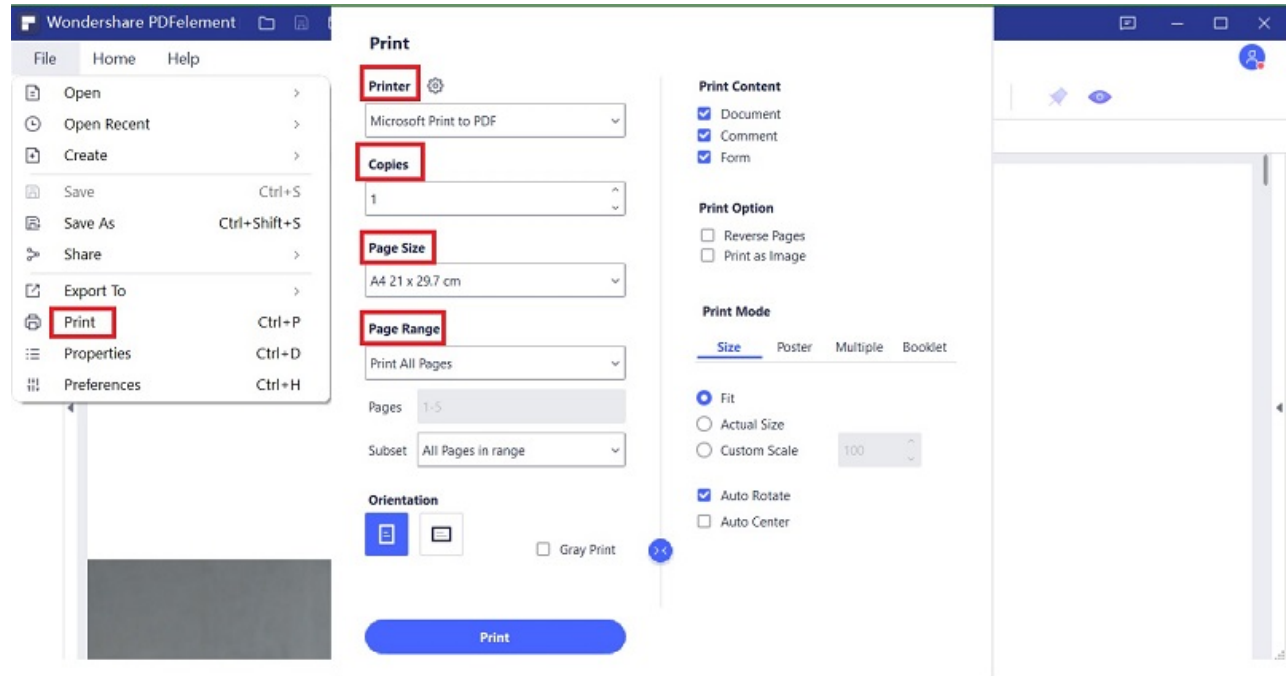 Wondershare PDFelement
File Home Help
Open
Open Recent
Create
Save Ctrl+S
Save As Ctrl+Shift+S
Share
Export To
Print Ctrl+P
Properties Ctrl+D
Preferences Ctrl+H
Print
Printer
Microsoft Print to PDF
Copies
1
Page Size
A4 21 x 29.7 cm
Page Range
Print All Pages
Pages 1-5
Subset All Pages in range
Orientation
Gray Print
Print
Print Content
Document
Comment
Form
Print Option
Reverse Pages
Print as Image
Print Mode
Size Poster Multiple Booklet
Fit
Actual Size
Custom Scale 100
Auto Rotate
Auto Center